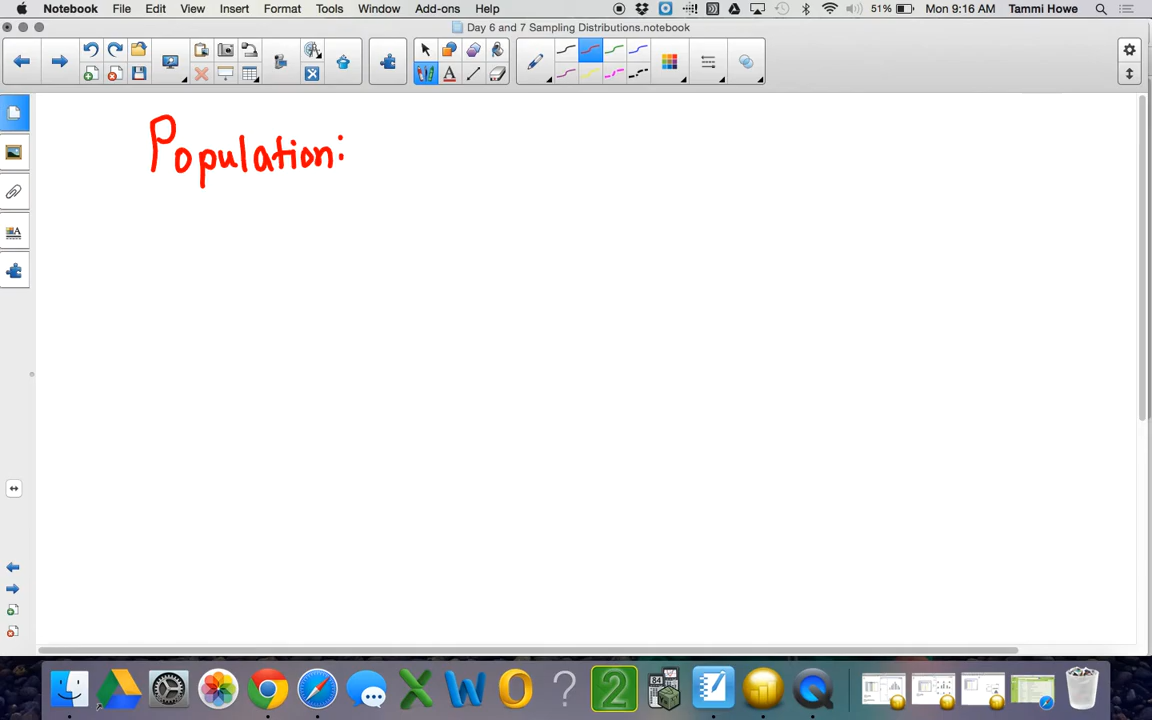 Notebook File Edit View Insert Format Tools Window Add-ons Help 51% Mon 9:16 AM Tammi Howe
Day 6 and 7 Sampling Distributions.notebook
Population: